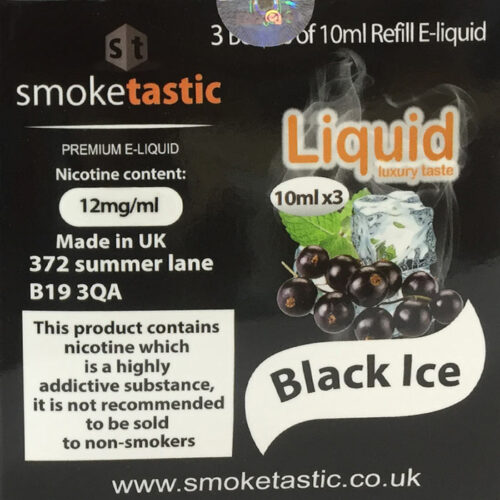 st
smoketastic
PREMIUM E-LIQUID
Nicotine content:
12mg/ml
Made in UK
372 summer lane
B19 3QA
This product contains
nicotine which
is a highly
addictive substance,
it is not recommended
to be sold
to non-smokers
3 of 10ml Refill E-liquid
Liquid
luxury taste
10ml x3
Black Ice
www.smoketastic.co.uk